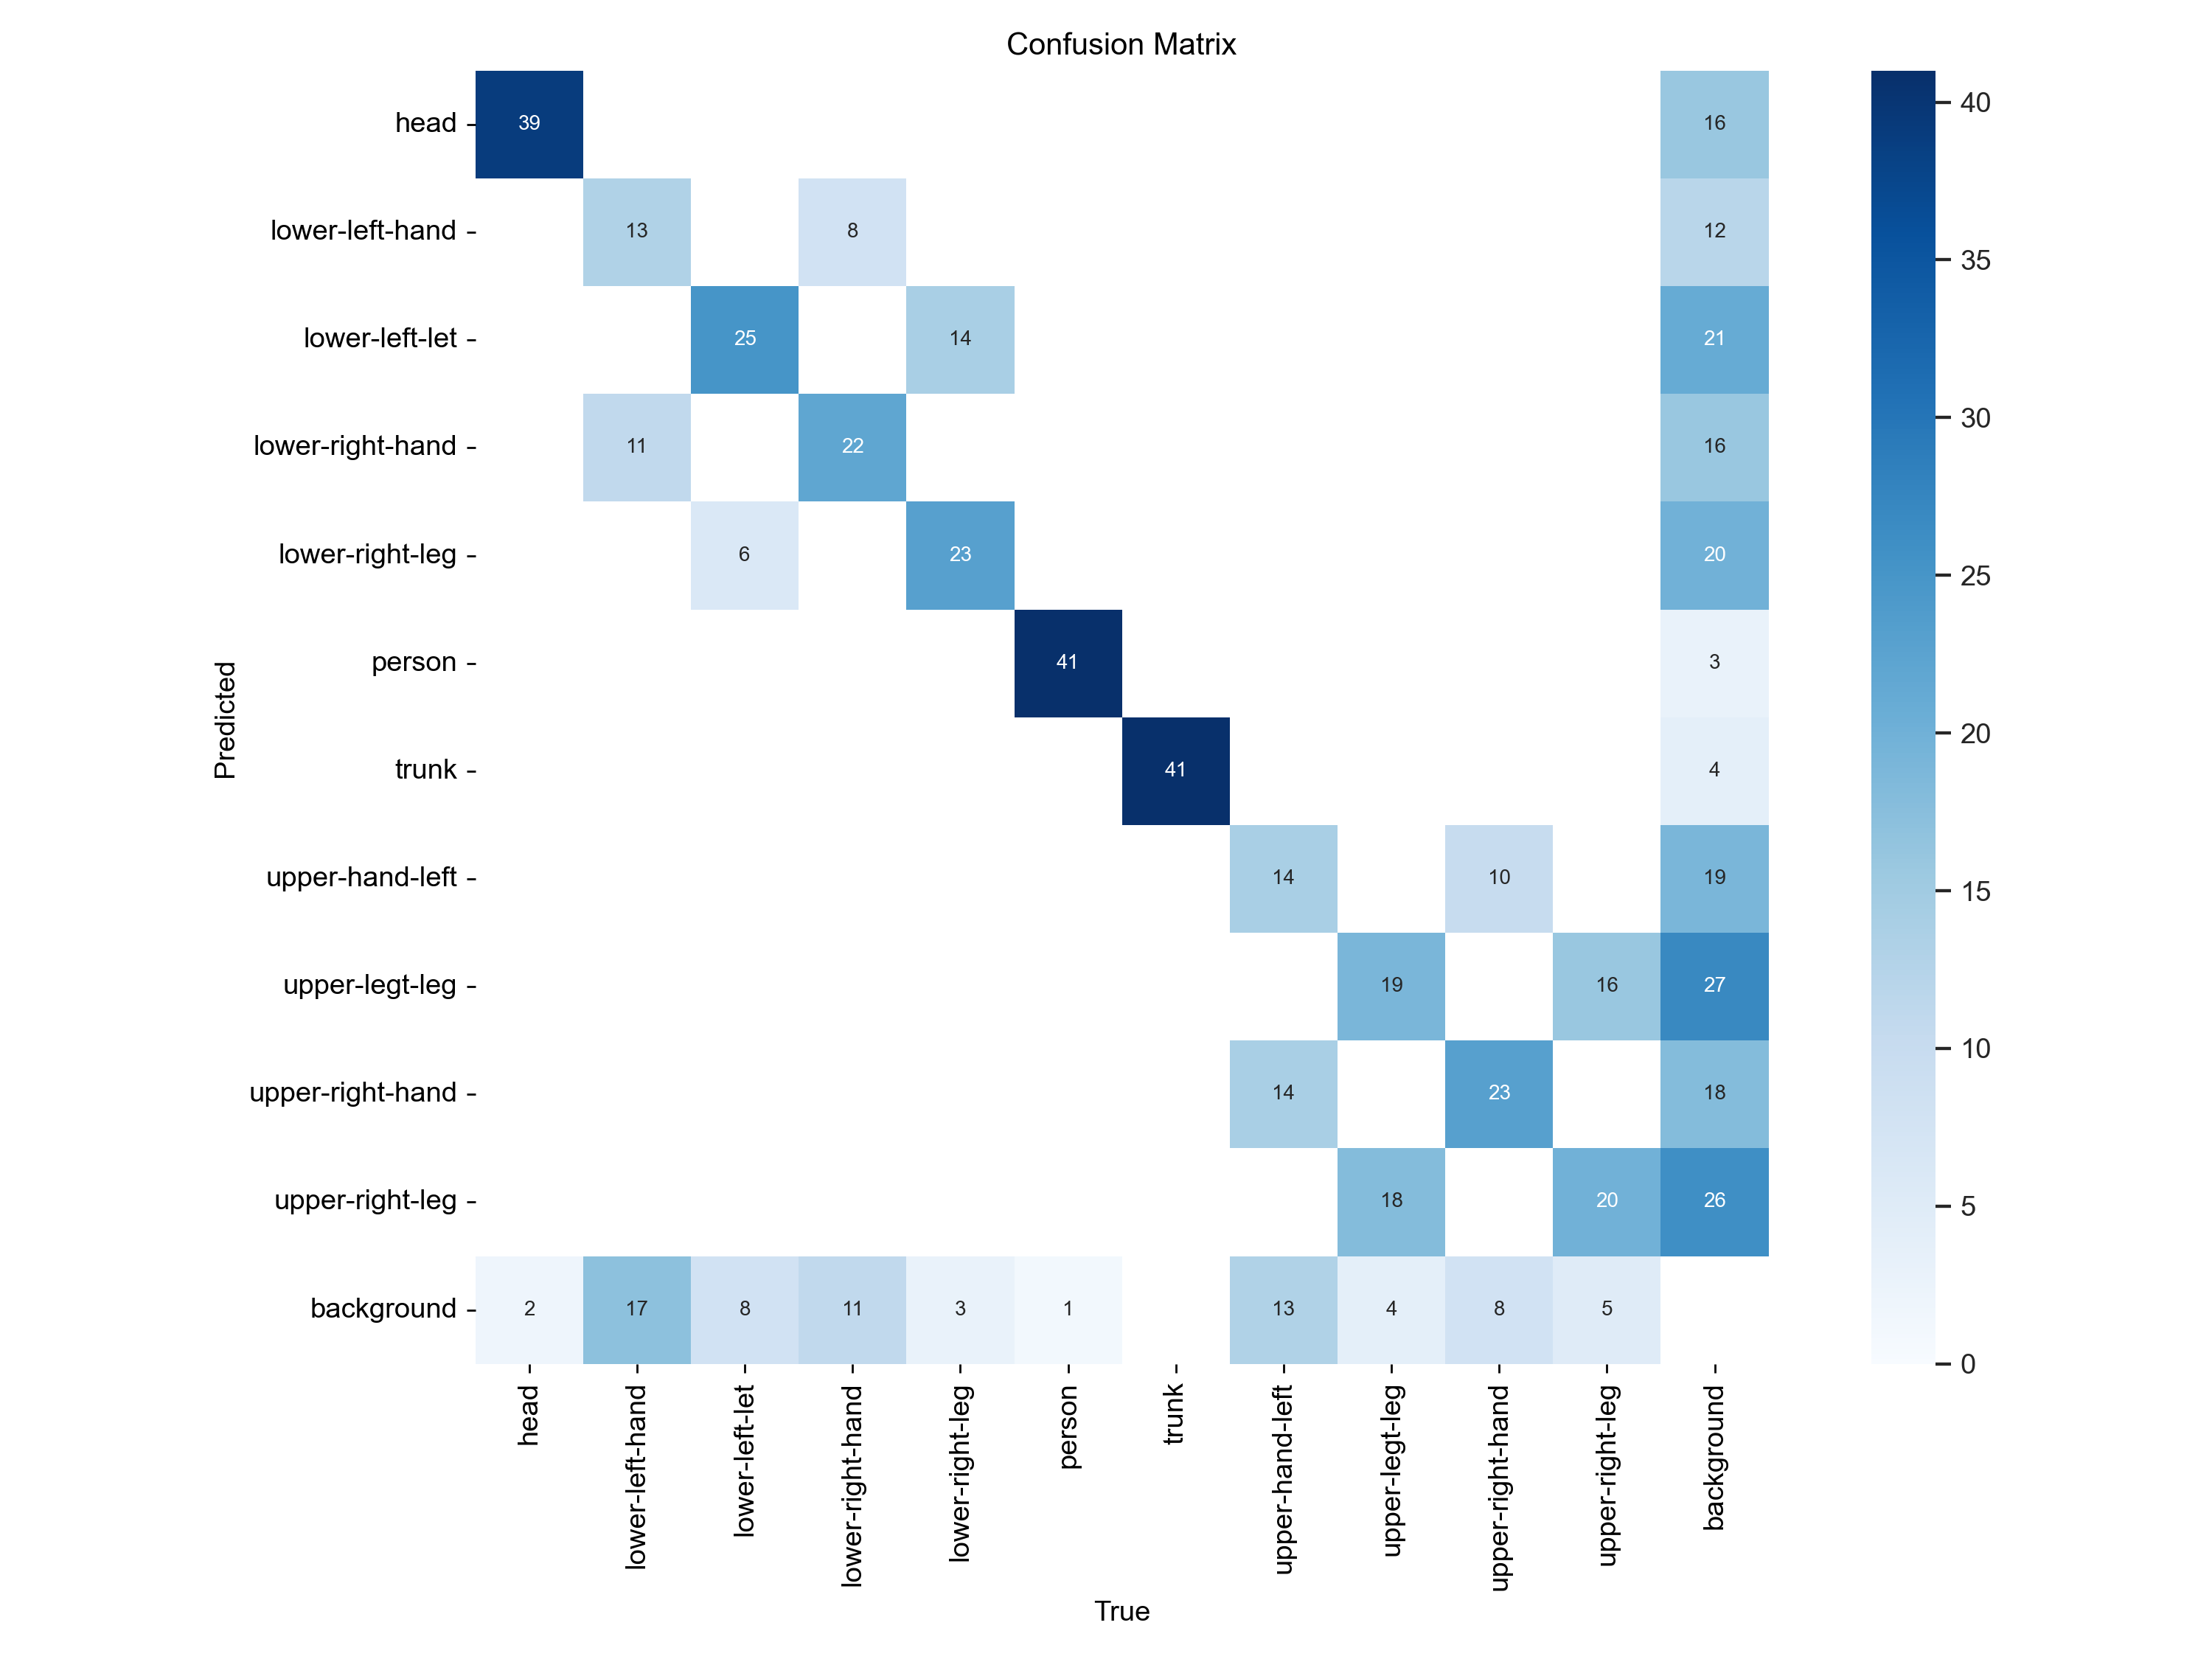 Confusion Matrix
head 39 16 40
lower-left-hand 13 8 12
35
lower-left-let 25 14 21
30
lower-right-hand 11 22 16
25
lower-right-leg 6 23 20
person 41 3
20
trunk 41 4
15
upper-hand-left 14 10 19
upper-legt-leg 19 16 27
10
upper-right-hand 14 23 18
5
upper-right-leg 18 20 26
background 2 17 8 11 3 1 13 4 8 5
0
Predicted
head
lower-left-hand
lower-left-let
lower-right-hand
lower-right-leg
person
trunk
upper-hand-left
upper-legt-leg
upper-right-hand
upper-right-leg
background
True